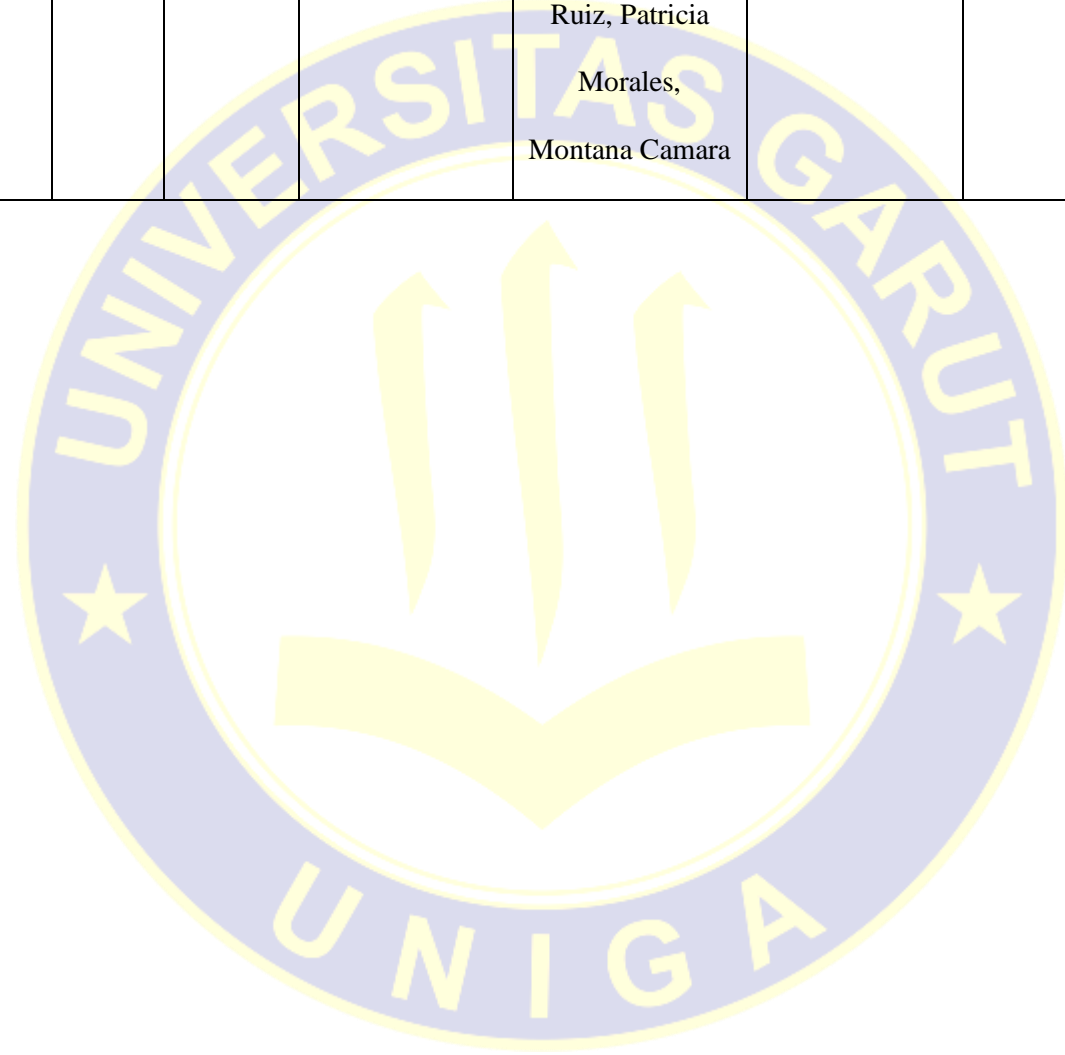 Ruiz, Patricia
Morales,
Montana Camara
UNIVERSITAS GARUT
UNIGA